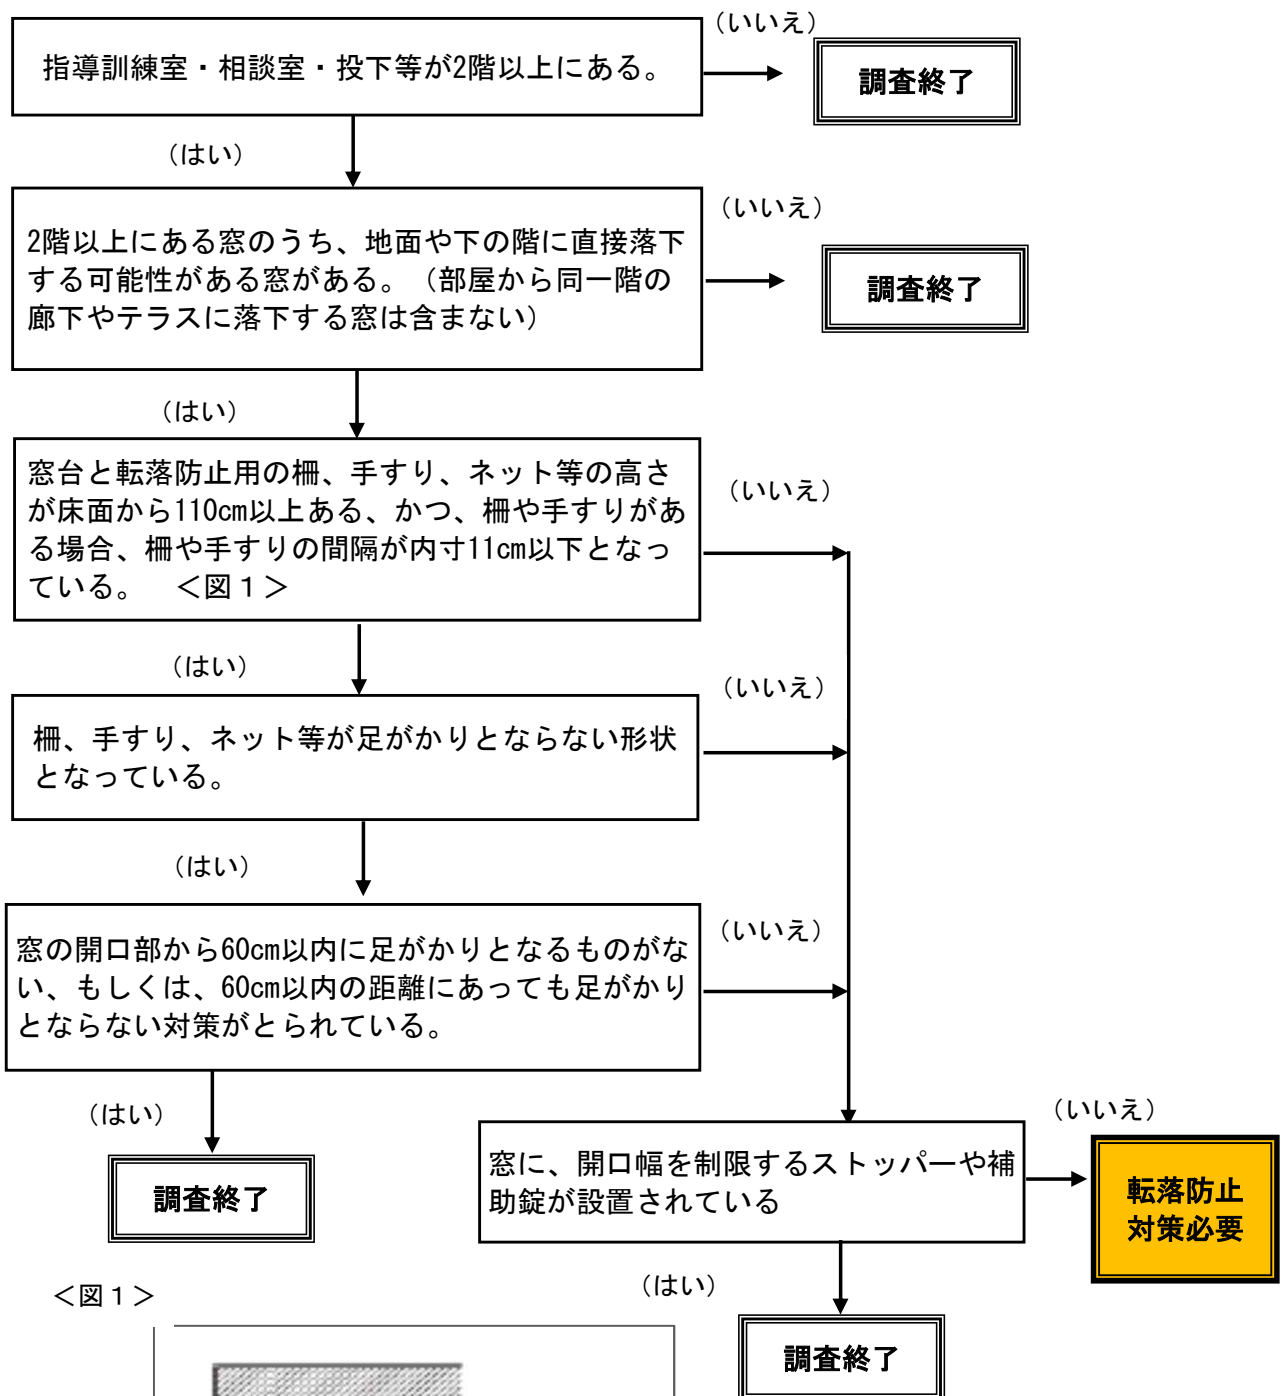 （いいえ）
指導訓練室・相談室・投下等が2階以上にある。
調査終了
（はい）
（いいえ）
2階以上にある窓のうち、地面や下の階に直接落下
する可能性がある窓がある。（部屋から同一階の
廊下やテラスに落下する窓は含まない）
調査終了
（はい）
窓台と転落防止用の柵、手すり、ネット等の高さ
が床面から110cm以上ある、かつ、柵や手すりがあ
る場合、柵や手すりの間隔が内寸11cm以下となっ
ている。　＜図１＞
（いいえ）
（はい）
（いいえ）
柵、手すり、ネット等が足がかりとならない形状
となっている。
（はい）
（いいえ）
窓の開口部から60cm以内に足がかりとなるものがな
い、もしくは、60cm以内の距離にあっても足がかり
とならない対策がとられている。
（はい）
（いいえ）
調査終了
窓に、開口幅を制限するストッパーや補
助錠が設置されている
転落防止
対策必要
＜図１＞
（はい）
調査終了